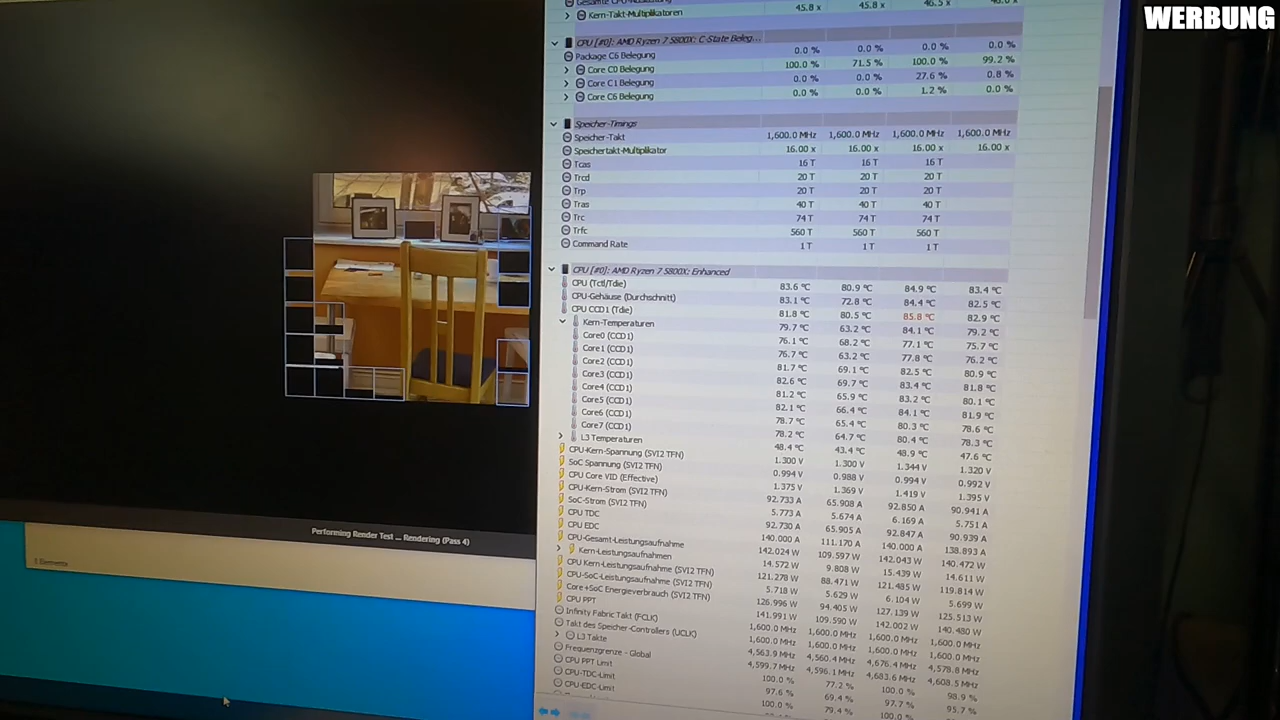 WERBUNG
Kern-Takt-Multiplikatoren 45.8 x 45.8 x 46.5 x
CPU [#0]: AMD Ryzen 7 5800X: C-State Beleg...
Package C6 Belegung 0.0 % 0.0 % 0.0 % 0.0 %
Core C0 Belegung 100.0 % 71.5 % 100.0 % 99.2 %
Core C1 Belegung 0.0 % 0.0 % 27.6 % 0.8 %
Core C6 Belegung 0.0 % 0.0 % 1.2 % 0.0 %
Speicher-Timings
Speicher-Takt 1,600.0 MHz 1,600.0 MHz 1,600.0 MHz 1,600.0 MHz
Speichertakt-Multiplikator 16.00 x 16.00 x 16.00 x 16.00 x
Tcas 16 T 16 T 16 T
Trcd 20 T 20 T 20 T
Trp 20 T 20 T 20 T
Tras 40 T 40 T 40 T
Trc 74 T 74 T 74 T
Trfc 560 T 560 T 560 T
Command Rate 1 T 1 T 1 T
CPU [#0]: AMD Ryzen 7 5800X: Enhanced
CPU (Tctl/Tdie) 83.6 °C 80.9 °C 84.9 °C 83.4 °C
CPU-Gehäuse (Durchschnitt) 83.1 °C 72.8 °C 84.4 °C 82.5 °C
CPU CCD1 (Tdie) 81.8 °C 80.5 °C 85.8 °C 82.9 °C
Kern-Temperaturen 79.7 °C 63.2 °C 84.1 °C 79.2 °C
Core0 (CCD1) 76.1 °C 68.2 °C 77.1 °C 75.7 °C
Core1 (CCD1) 76.7 °C 63.2 °C 77.8 °C 76.2 °C
Core2 (CCD1) 81.7 °C 69.1 °C 82.5 °C 80.9 °C
Core3 (CCD1) 82.6 °C 69.7 °C 83.4 °C 81.8 °C
Core4 (CCD1) 81.2 °C 65.9 °C 83.2 °C 80.1 °C
Core5 (CCD1) 82.1 °C 66.4 °C 84.1 °C 81.9 °C
Core6 (CCD1) 78.7 °C 65.4 °C 80.3 °C 78.6 °C
Core7 (CCD1) 78.2 °C 64.7 °C 80.4 °C 78.3 °C
L3 Temperaturen 48.4 °C 43.4 °C 48.9 °C 47.6 °C
CPU-Kern-Spannung (SVI2 TFN) 1.300 V 1.300 V 1.344 V 1.320 V
SoC Spannung (SVI2 TFN) 0.994 V 0.988 V 0.994 V 0.992 V
CPU Core VID (Effective) 1.375 V 1.369 V 1.419 V 1.395 V
CPU-Kern-Strom (SVI2 TFN) 92.733 A 65.908 A 92.850 A 90.941 A
SoC-Strom (SVI2 TFN) 5.773 A 5.674 A 6.169 A 5.751 A
CPU TDC 92.730 A 65.905 A 92.847 A 90.939 A
CPU EDC 140.000 A 111.170 A 140.000 A 138.893 A
CPU-Gesamt-Leistungsaufnahme 142.024 W 109.597 W 142.043 W 140.472 W
Kern-Leistungsaufnahmen 14.572 W 9.808 W 15.439 W 14.611 W
CPU Kern-Leistungsaufnahme (SVI2 TFN) 121.278 W 88.471 W 121.485 W 119.814 W
CPU-SoC-Leistungsaufnahme (SVI2 TFN) 5.718 W 5.629 W 6.104 W 5.699 W
Core+SoC Energieverbrauch (SVI2 TFN) 126.996 W 94.405 W 127.139 W 125.513 W
CPU PPT 141.991 W 109.590 W 142.002 W 140.480 W
Infinity Fabric Takt (FCLK) 1,600.0 MHz 1,600.0 MHz 1,600.0 MHz 1,600.0 MHz
Takt des Speicher-Controllers (UCLK) 1,600.0 MHz 1,600.0 MHz 1,600.0 MHz 1,600.0 MHz
L3 Takte 4,563.9 MHz 4,560.4 MHz 4,676.4 MHz 4,578.8 MHz
Frequenzgrenze - Global 4,599.7 MHz 4,596.1 MHz 4,683.6 MHz 4,608.5 MHz
CPU PPT Limit 100.0 % 77.2 % 100.0 % 98.9 %
CPU-TDC-Limit 97.6 % 69.4 % 97.7 % 95.7 %
CPU-EDC-Limit 100.0 % 79.4 % 100.0 %
Performing Render Test ... Rendering (Pass 4)